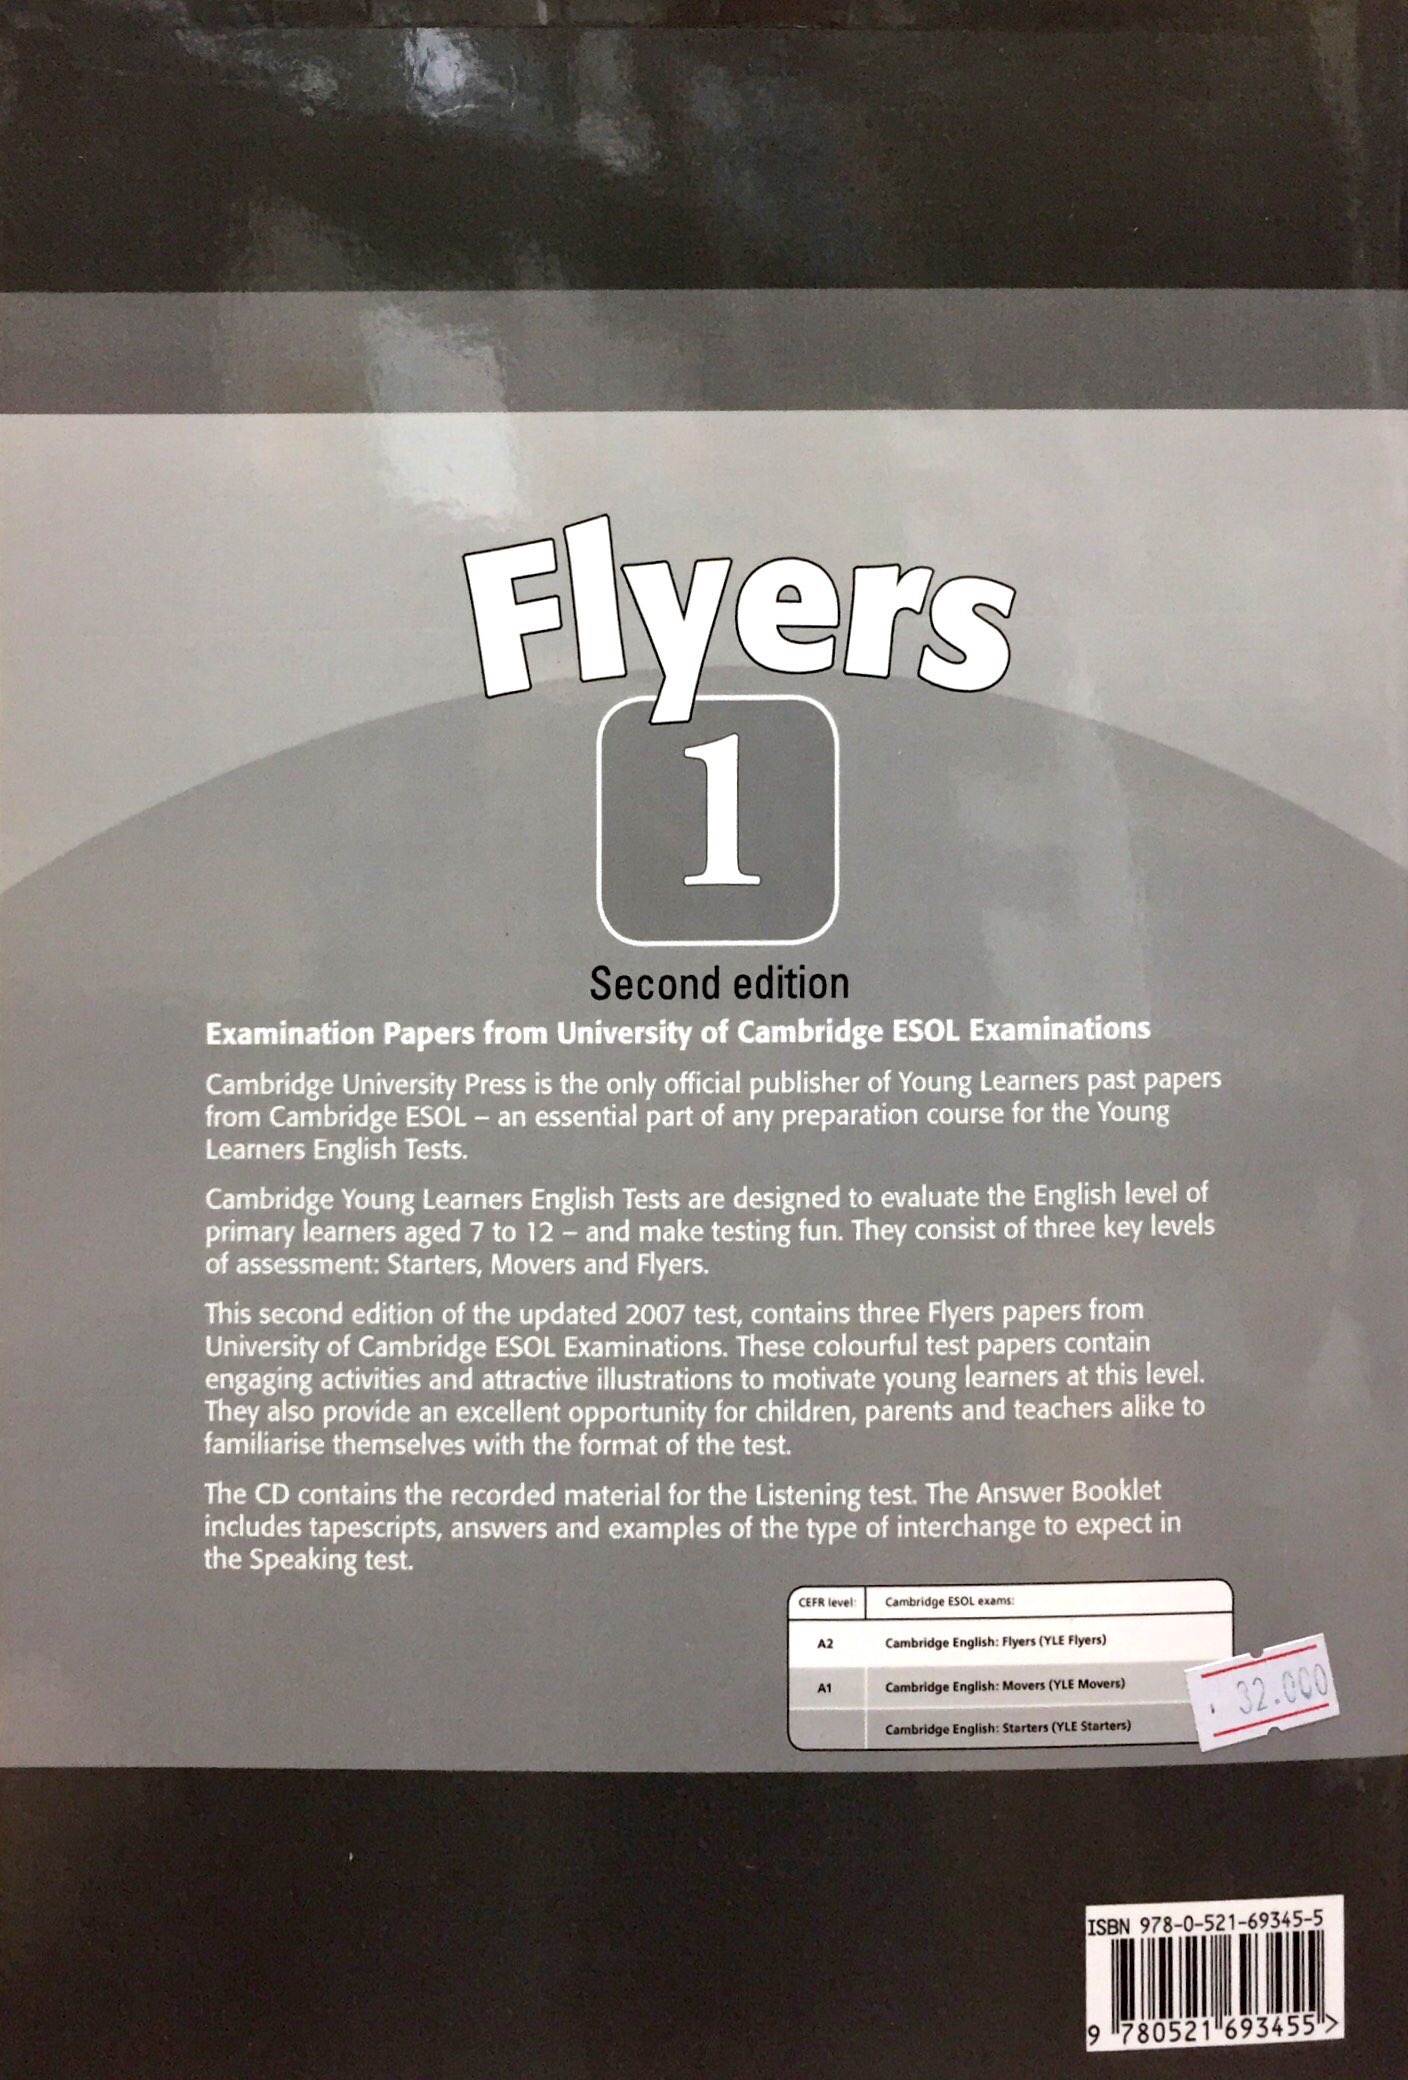 Flyers
1
Second edition
Examination Papers from University of Cambridge ESOL Examinations
Cambridge University Press is the only official publisher of Young Learners past papers
from Cambridge ESOL – an essential part of any preparation course for the Young
Learners English Tests.
Cambridge Young Learners English Tests are designed to evaluate the English level of
primary learners aged 7 to 12 – and make testing fun. They consist of three key levels
of assessment: Starters, Movers and Flyers.
This second edition of the updated 2007 test, contains three Flyers papers from
University of Cambridge ESOL Examinations. These colourful test papers contain
engaging activities and attractive illustrations to motivate young learners at this level.
They also provide an excellent opportunity for children, parents and teachers alike to
familiarise themselves with the format of the test.
The CD contains the recorded material for the Listening test. The Answer Booklet
includes tapescripts, answers and examples of the type of interchange to expect in
the Speaking test.
CEFR level: Cambridge ESOL exams:
A2 Cambridge English: Flyers (YLE Flyers)
A1 Cambridge English: Movers (YLE Movers)
Cambridge English: Starters (YLE Starters)
32.000
ISBN 978-0-521-69345-5
9 780521 693455 >